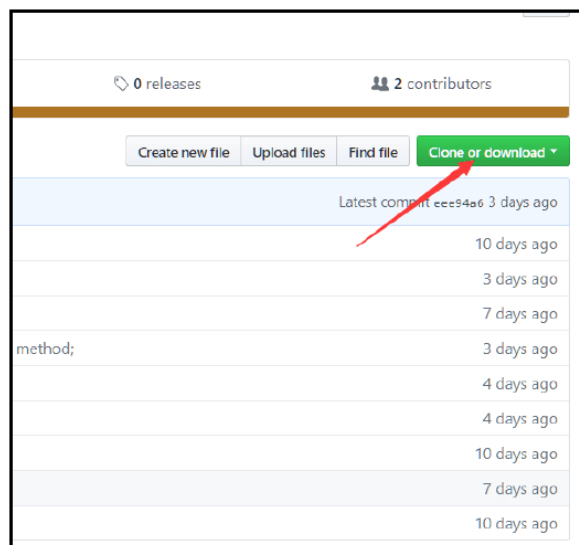 0 releases 2 contributors
Create new file Upload files Find file Clone or download
Latest commit eee94a6 3 days ago
10 days ago
3 days ago
7 days ago
method; 3 days ago
4 days ago
4 days ago
10 days ago
7 days ago
10 days ago